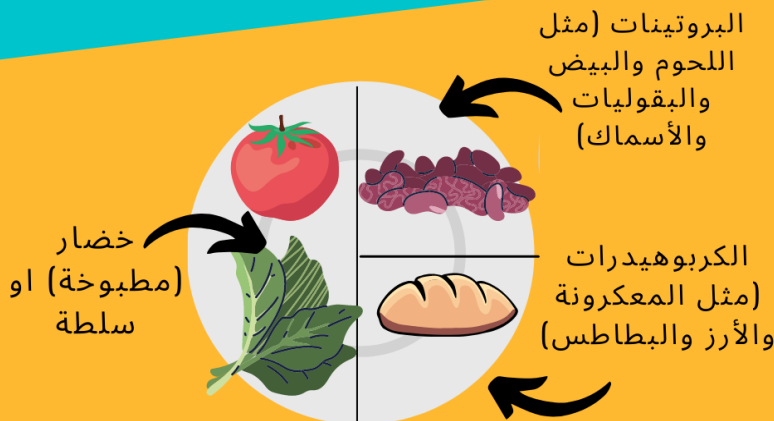 البروتينات (مثل
اللحوم والبيض
والبقوليات
والأسماك)
خضار
(مطبوخة) او
سلطة
الكربوهيدرات
(مثل المعكرونة
والأرز والبطاطس)